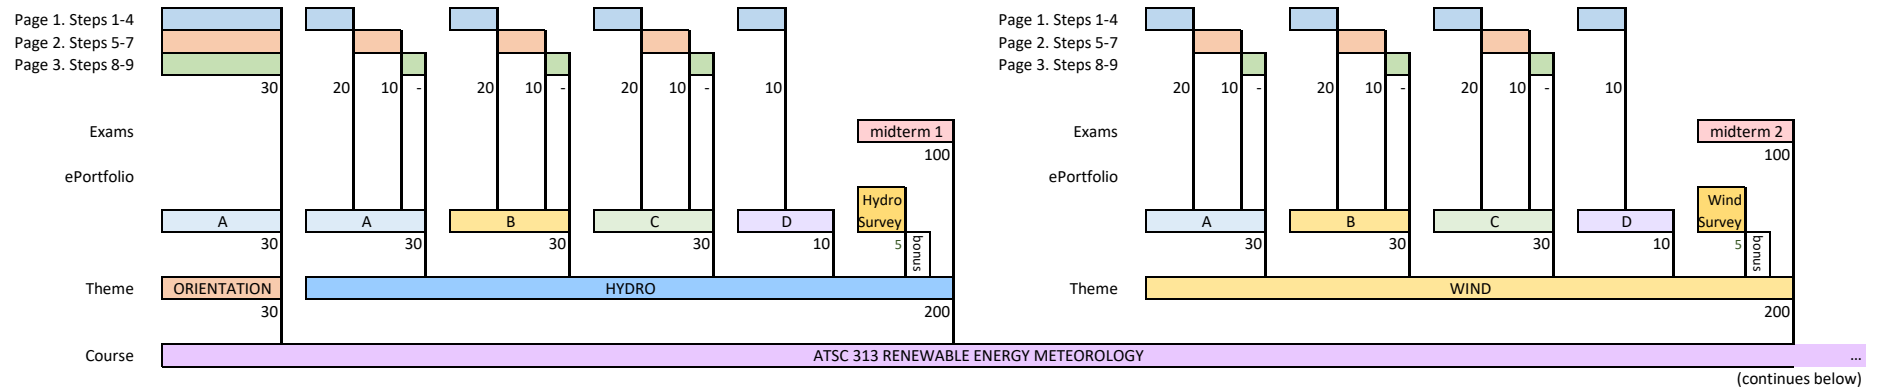 Page 1. Steps 1-4 Page 1. Steps 1-4
Page 2. Steps 5-7 Page 2. Steps 5-7
Page 3. Steps 8-9 Page 3. Steps 8-9
30 20 10 - 20 10 - 20 10 - 10 20 10 - 20 10 - 20 10 - 10
Exams midterm 1 Exams midterm 2
100 100
ePortfolio ePortfolio
Hydro Wind
A A B C D Survey A B C D Survey
30 30 30 30 10 5 bonus 30 30 30 10 5 bonus
Theme ORIENTATION HYDRO Theme WIND
30 200 200
Course ATSC 313 RENEWABLE ENERGY METEOROLOGY ...
(continues below)